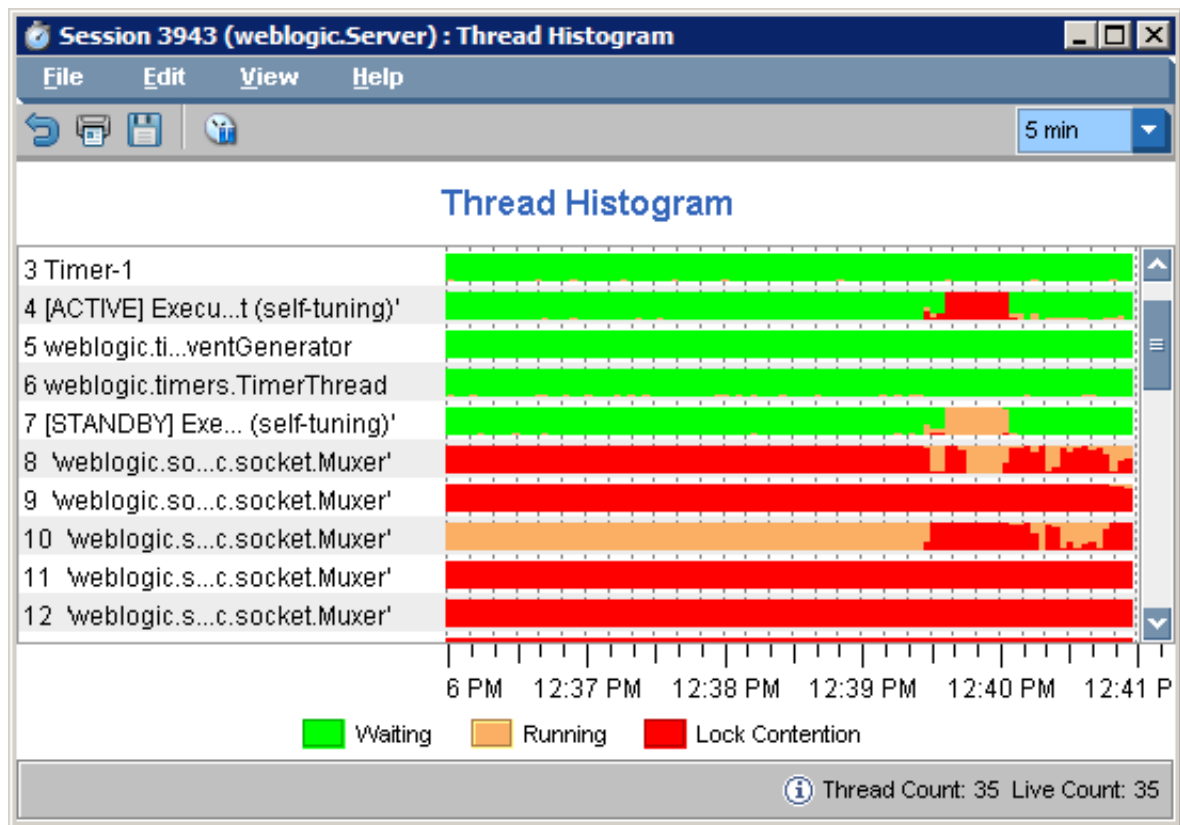 Session 3943 (weblogic.Server) : Thread Histogram
File Edit View Help
5 min
Thread Histogram
3 Timer-1
4 [ACTIVE] Execu...t (self-tuning)'
5 weblogic.ti...ventGenerator
6 weblogic.timers.TimerThread
7 [STANDBY] Exe... (self-tuning)'
8 'weblogic.so...c.socket.Muxer'
9 'weblogic.so...c.socket.Muxer'
10 'weblogic.s...c.socket.Muxer'
11 'weblogic.s...c.socket.Muxer'
12 'weblogic.s...c.socket.Muxer'
6 PM 12:37 PM 12:38 PM 12:39 PM 12:40 PM 12:41 P
Waiting Running Lock Contention
Thread Count: 35 Live Count: 35